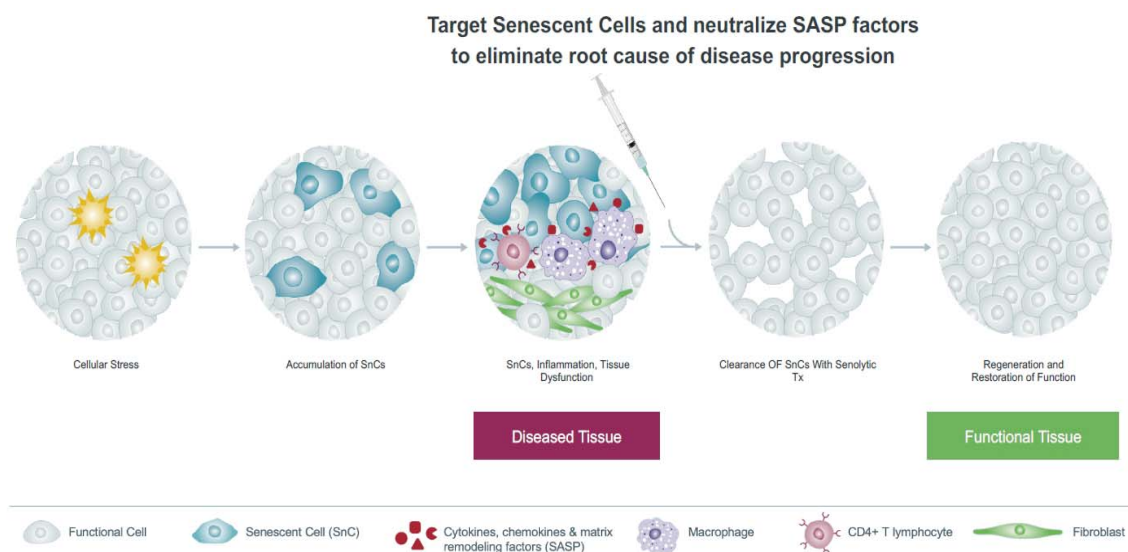 Target Senescent Cells and neutralize SASP factors
to eliminate root cause of disease progression
Cellular Stress
Accumulation of SnCs
SnCs, Inflammation, Tissue
Dysfunction
Clearance OF SnCs With Senolytic
Tx
Regeneration and
Restoration of Function
Diseased Tissue
Functional Tissue
Functional Cell
Senescent Cell (SnC)
Cytokines, chemokines & matrix
remodeling factors (SASP)
Macrophage
CD4+ T lymphocyte
Fibroblast